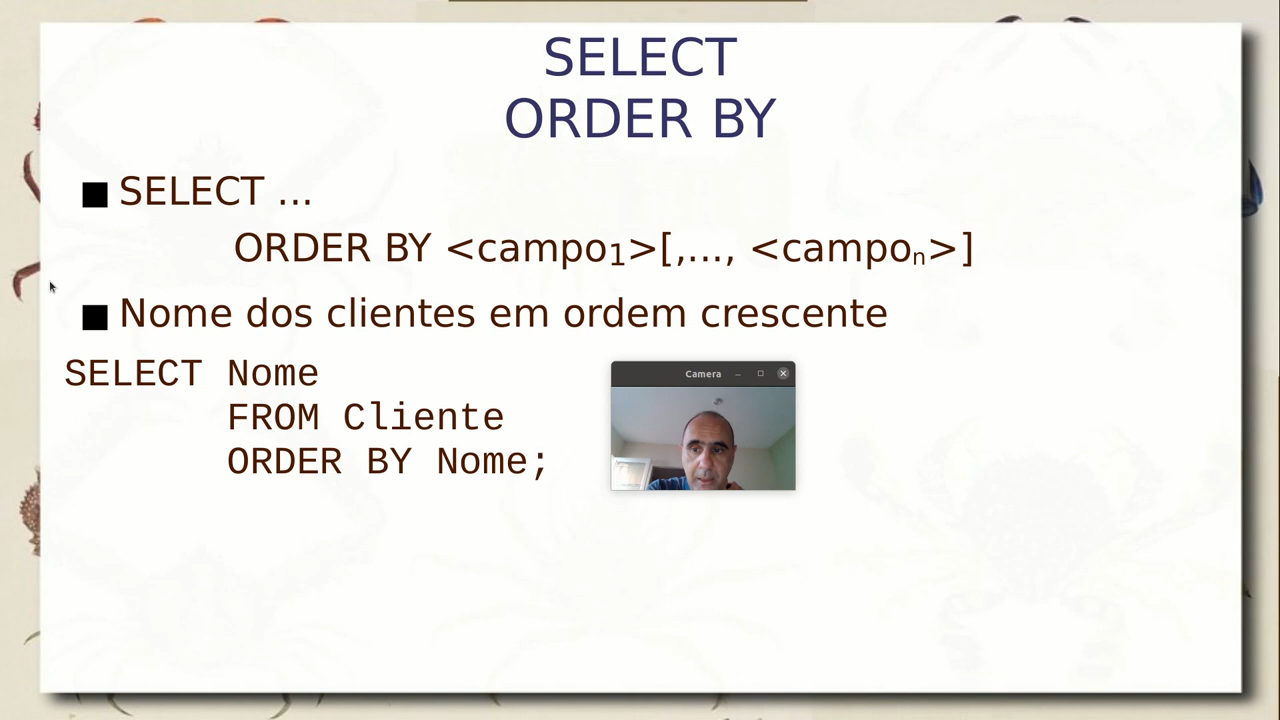 SELECT
ORDER BY
SELECT ...
ORDER BY <campo₁>[,..., <campoₙ>]
Nome dos clientes em ordem crescente
SELECT Nome
FROM Cliente
ORDER BY Nome;
Camera